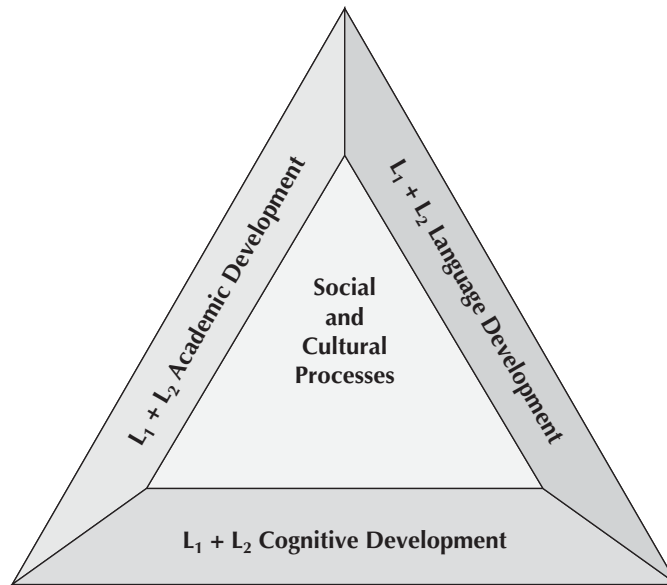 L₁ + L₂ Academic Development
L₁ + L₂ Language Development
Social
and
Cultural
Processes
L₁ + L₂ Cognitive Development